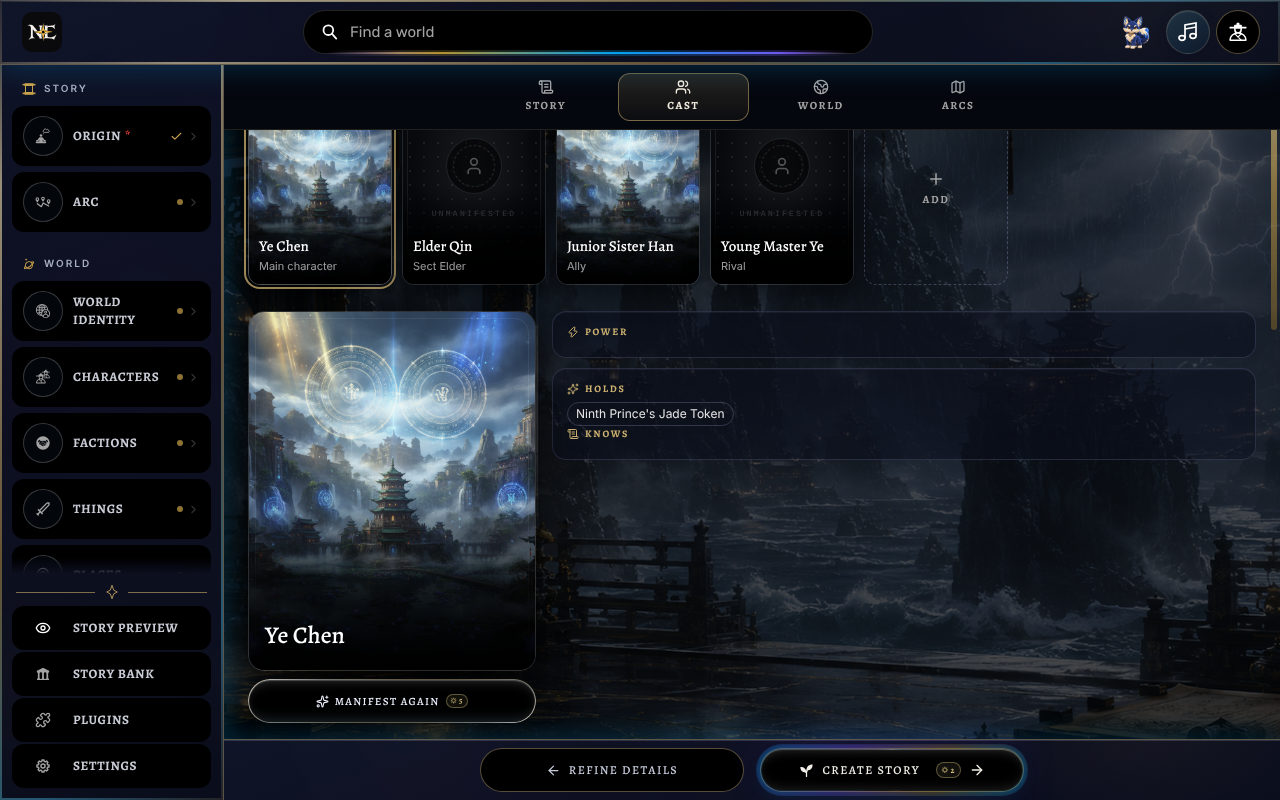 NE
Find a world
STORY
ORIGIN *
ARC
WORLD
WORLD
IDENTITY
CHARACTERS
FACTIONS
THINGS
STORY PREVIEW
STORY BANK
PLUGINS
SETTINGS
STORY
CAST
WORLD
ARCS
Ye Chen
Main character
UNMANIFESTED
Elder Qin
Sect Elder
Junior Sister Han
Ally
UNMANIFESTED
Young Master Ye
Rival
ADD
Ye Chen
MANIFEST AGAIN 5
POWER
HOLDS
Ninth Prince's Jade Token
KNOWS
REFINE DETAILS
CREATE STORY 2